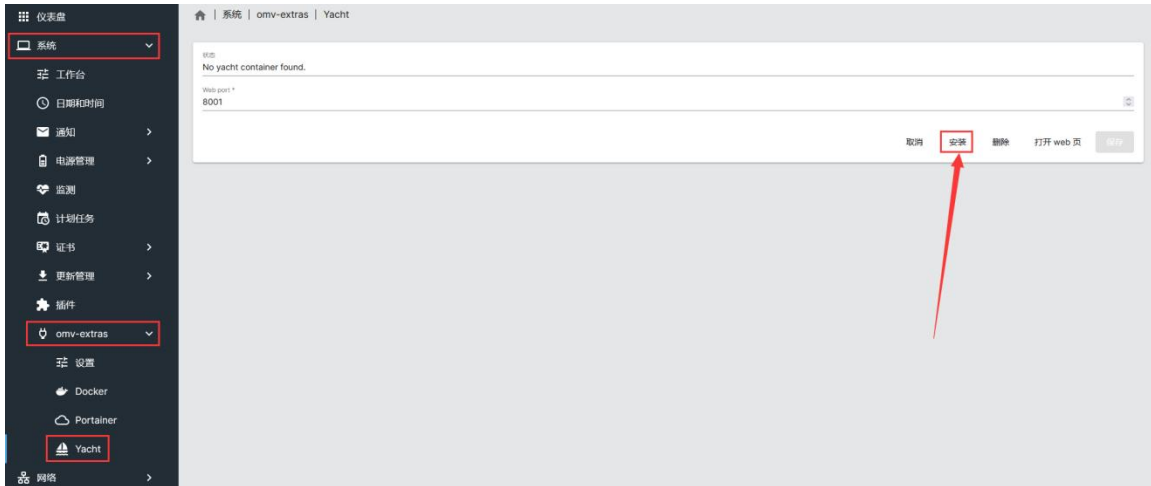 仪表盘
系统
工作台
日期和时间
通知
电源管理
监测
计划任务
证书
更新管理
插件
omv-extras
设置
Docker
Portainer
Yacht
网络
| 系统 | omv-extras | Yacht
状态
No yacht container found.
Web port *
8001
取消 安装 删除 打开 web 页 保存